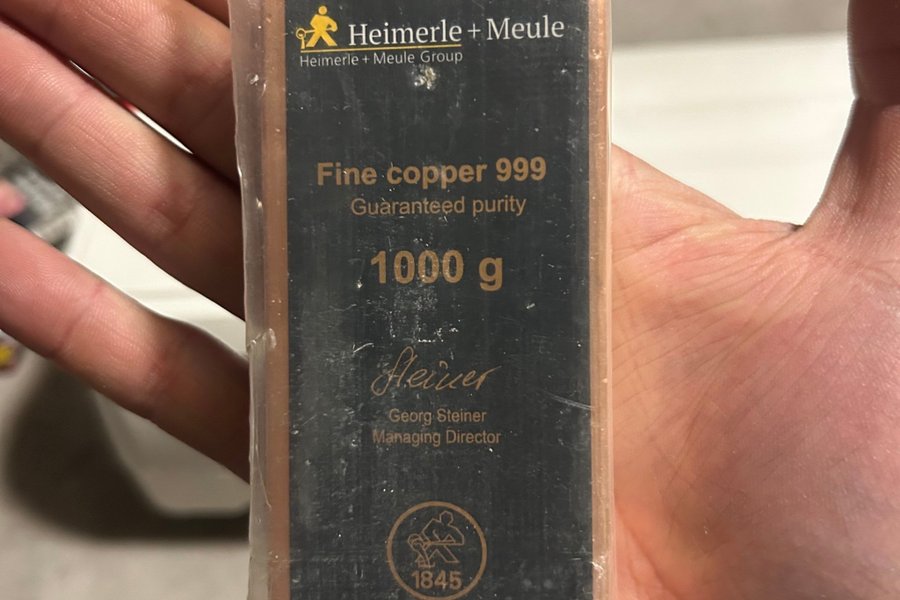 Heimerle + Meule
Heimerle + Meule Group
Fine copper 999
Guaranteed purity
1000 g
Steiner
Georg Steiner
Managing Director
1845